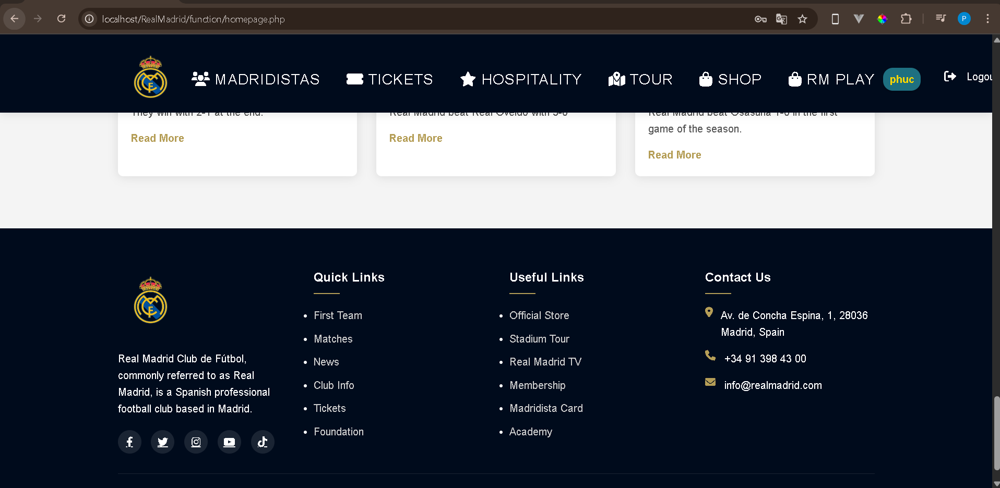 localhost/RealMadrid/function/homepage.php
P
MADRIDISTAS TICKETS HOSPITALITY TOUR SHOP RM PLAY phuc Logou
They win with 2-1 at the end.
Read More
Real Madrid beat Real Oveido with 3-0
Read More
Real Madrid beat Osasuna 1-0 in the first
game of the season.
Read More
Real Madrid Club de Fútbol,
commonly referred to as Real
Madrid, is a Spanish professional
football club based in Madrid.
Quick Links
First Team
Matches
News
Club Info
Tickets
Foundation
Useful Links
Official Store
Stadium Tour
Real Madrid TV
Membership
Madridista Card
Academy
Contact Us
Av. de Concha Espina, 1, 28036
Madrid, Spain
+34 91 398 43 00
info@realmadrid.com